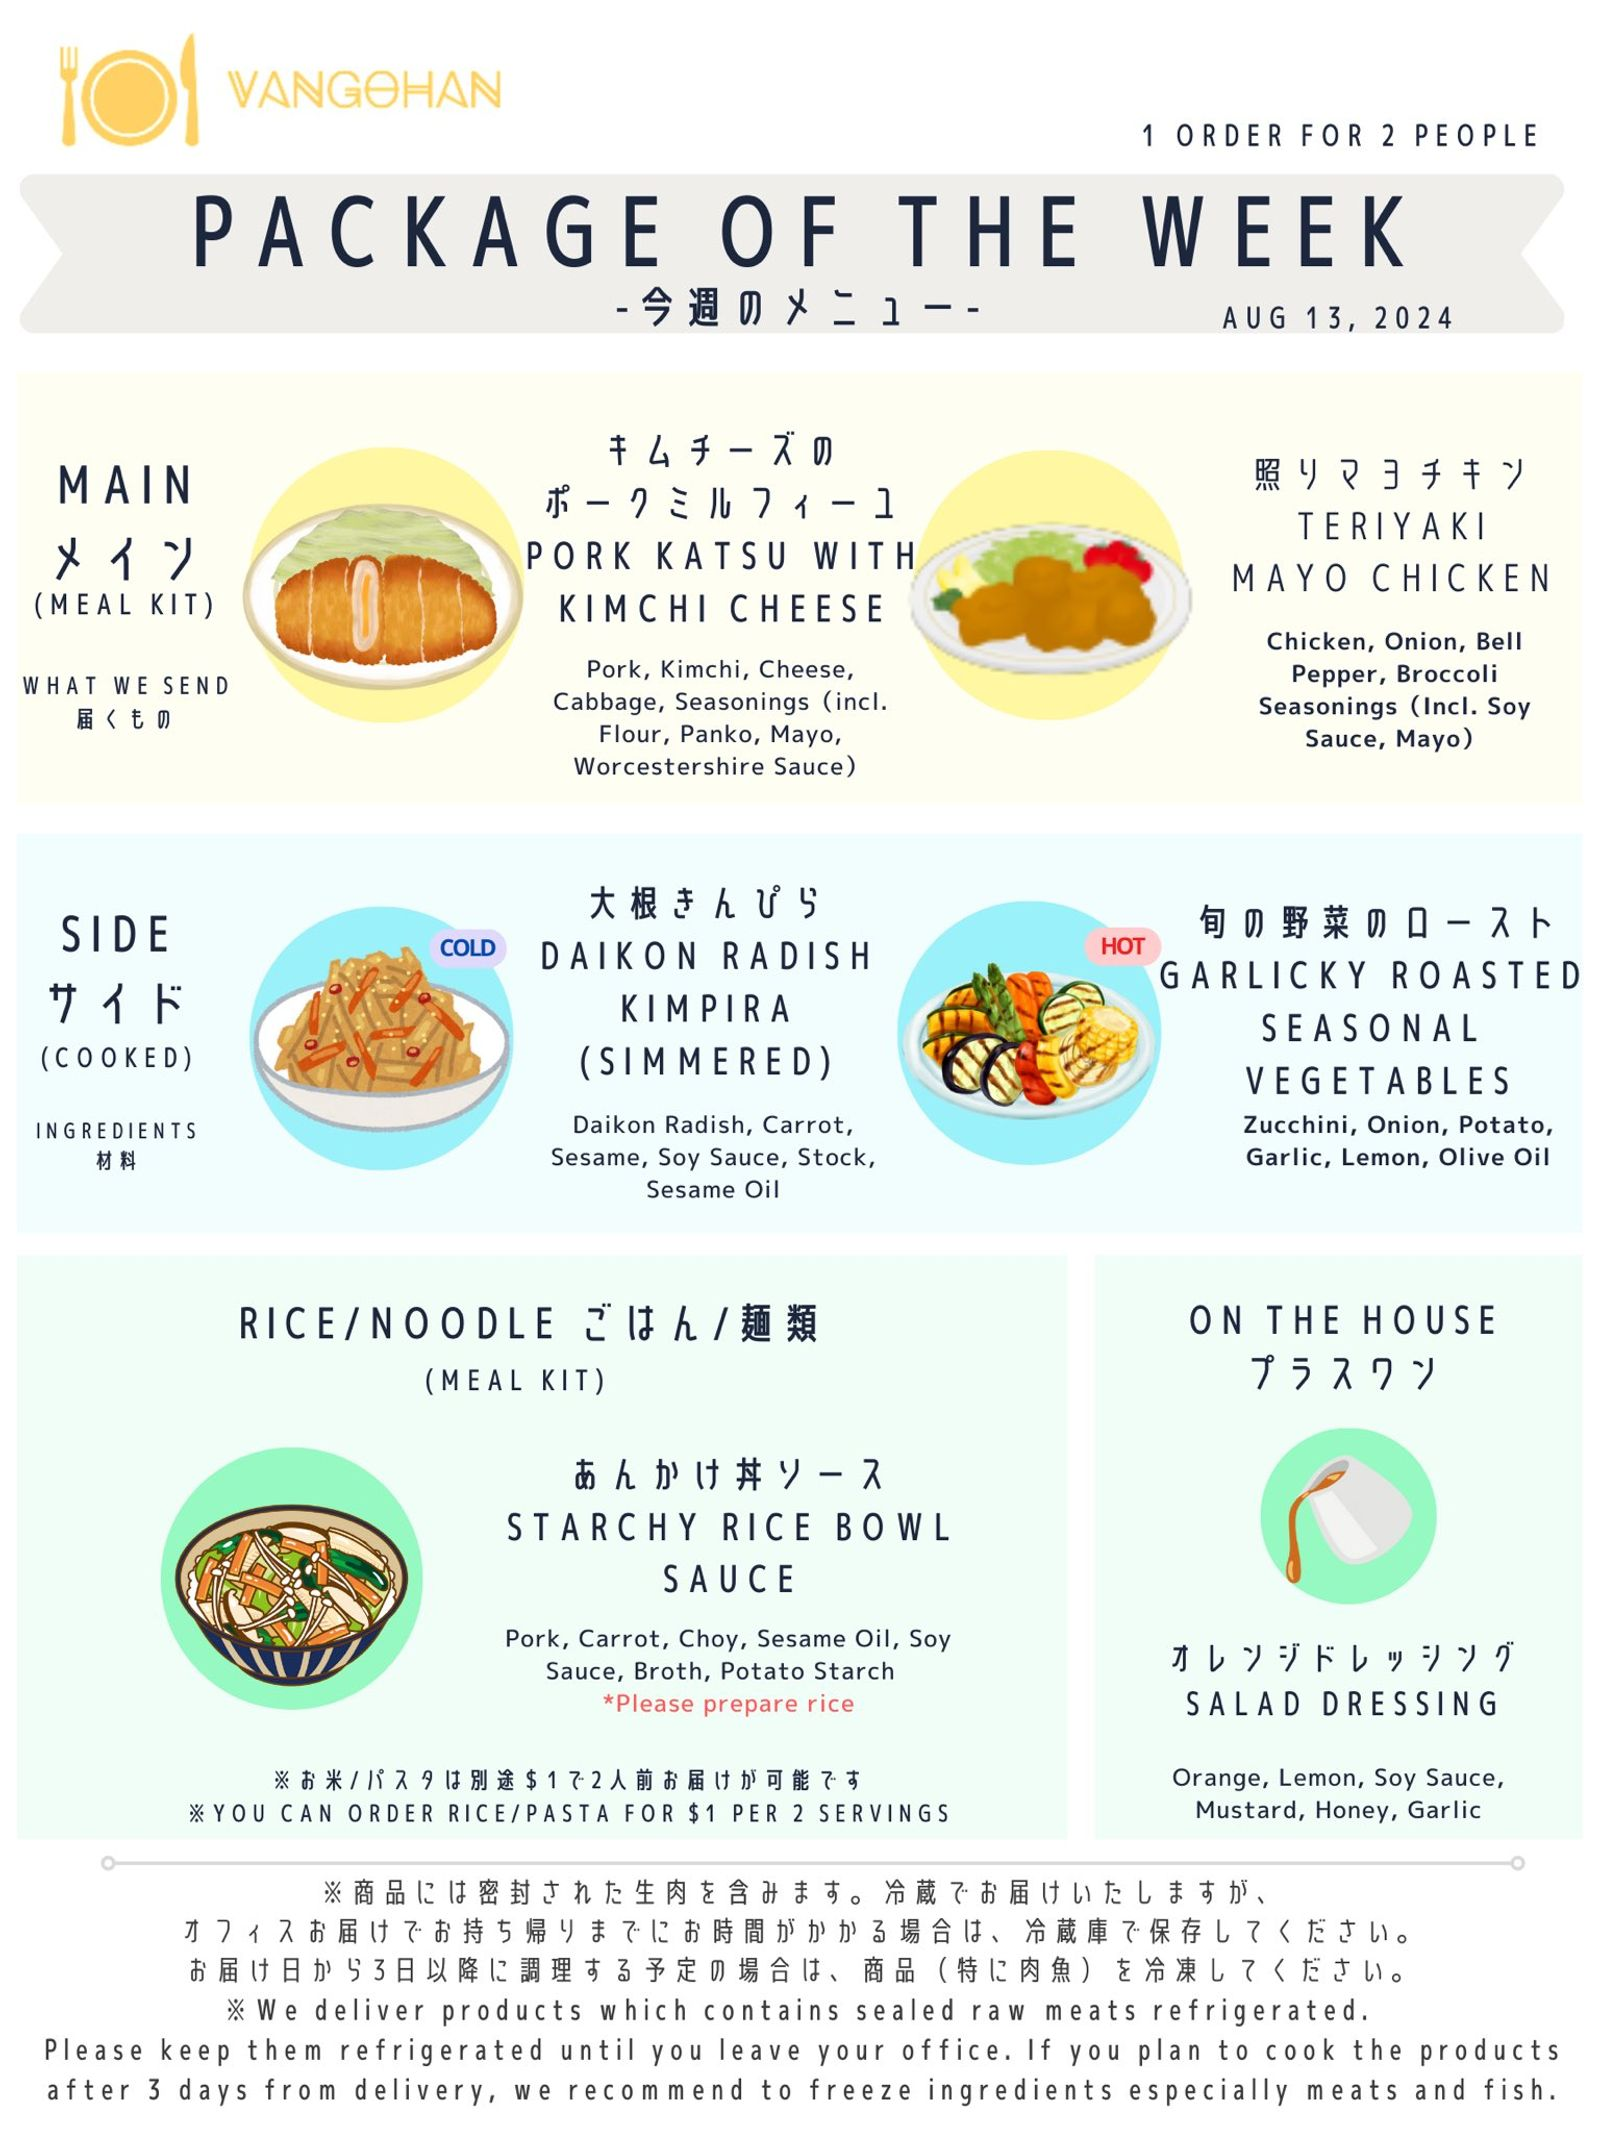 VANGOHAN
1 ORDER FOR 2 PEOPLE
PACKAGE OF THE WEEK
-今週のメニュー-
AUG 13, 2024
MAIN
メイン
(MEAL KIT)
WHAT WE SEND
届くもの
キムチーズの
ポークミルフィーユ
PORK KATSU WITH
KIMCHI CHEESE
Pork, Kimchi, Cheese,
Cabbage, Seasonings (incl.
Flour, Panko, Mayo,
Worcestershire Sauce)
照リマヨチキン
TERIYAKI
MAYO CHICKEN
Chicken, Onion, Bell
Pepper, Broccoli
Seasonings (Incl. Soy
Sauce, Mayo)
SIDE
サイド
(COOKED)
INGREDIENTS
材料
COLD
大根きんぴら
DAIKON RADISH
KIMPIRA
(SIMMERED)
Daikon Radish, Carrot,
Sesame, Soy Sauce, Stock,
Sesame Oil
HOT
旬の野菜のロースト
GARLICKY ROASTED
SEASONAL
VEGETABLES
Zucchini, Onion, Potato,
Garlic, Lemon, Olive Oil
RICE/NOODLE ごはん/麺類
(MEAL KIT)
あんかけ丼ソース
STARCHY RICE BOWL
SAUCE
Pork, Carrot, Choy, Sesame Oil, Soy
Sauce, Broth, Potato Starch
*Please prepare rice
※お米/パスタは別途$1で2人前お届けが可能です
※YOU CAN ORDER RICE/PASTA FOR $1 PER 2 SERVINGS
ON THE HOUSE
プラスワン
オレンジドレッシング
SALAD DRESSING
Orange, Lemon, Soy Sauce,
Mustard, Honey, Garlic
※商品には密封された生肉を含みます。冷蔵でお届けいたしますが、
オフィスお届けでお持ち帰りまでにお時間がかかる場合は、冷蔵庫で保存してください。
お届け日から3日以降に調理する予定の場合は、商品（特に肉魚）を冷凍してください。
※We deliver products which contains sealed raw meats refrigerated.
Please keep them refrigerated until you leave your office. If you plan to cook the products
after 3 days from delivery, we recommend to freeze ingredients especially meats and fish.